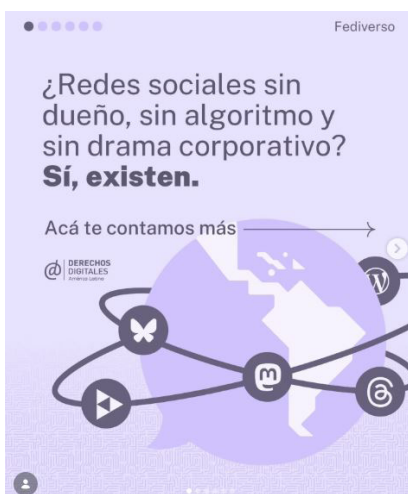 Fediverso
¿Redes sociales sin
dueño, sin algoritmo y
sin drama corporativo?
Sí, existen.
Acá te contamos más
DERECHOS
DIGITALES
América Latina